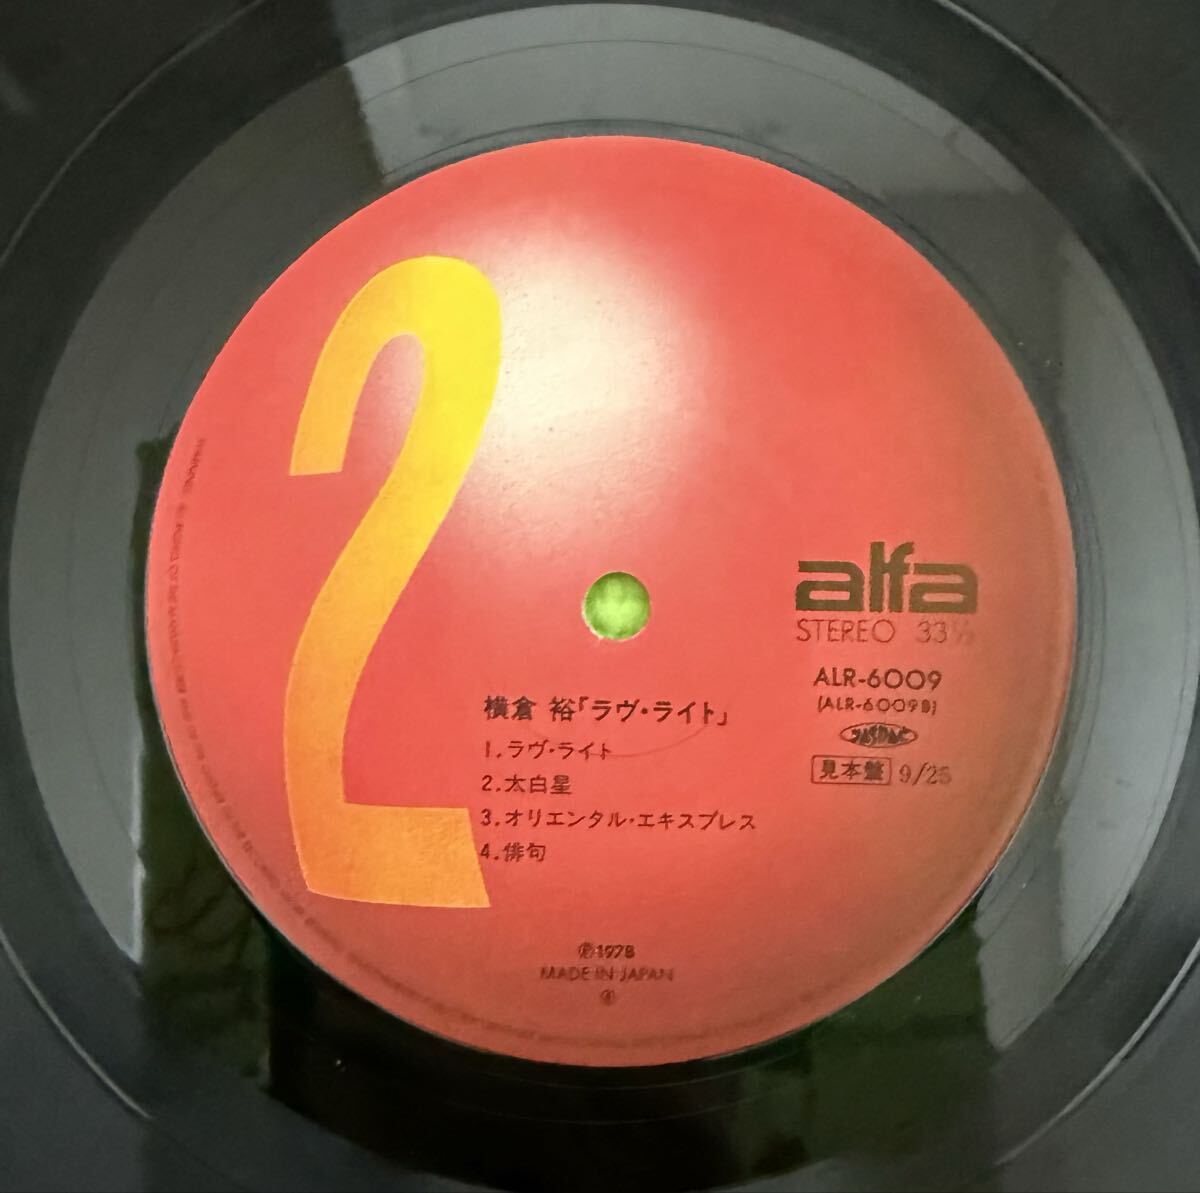 2
alfa
STEREO 33⅓
ALR-6009
(ALR-6009B)
JASRAC
見本盤 9/25
横倉 裕「ラヴ・ライト」
1.ラヴ・ライト
2.太白星
3.オリエンタル・エキスプレス
4.俳句
Ⓟ1978
MADE IN JAPAN